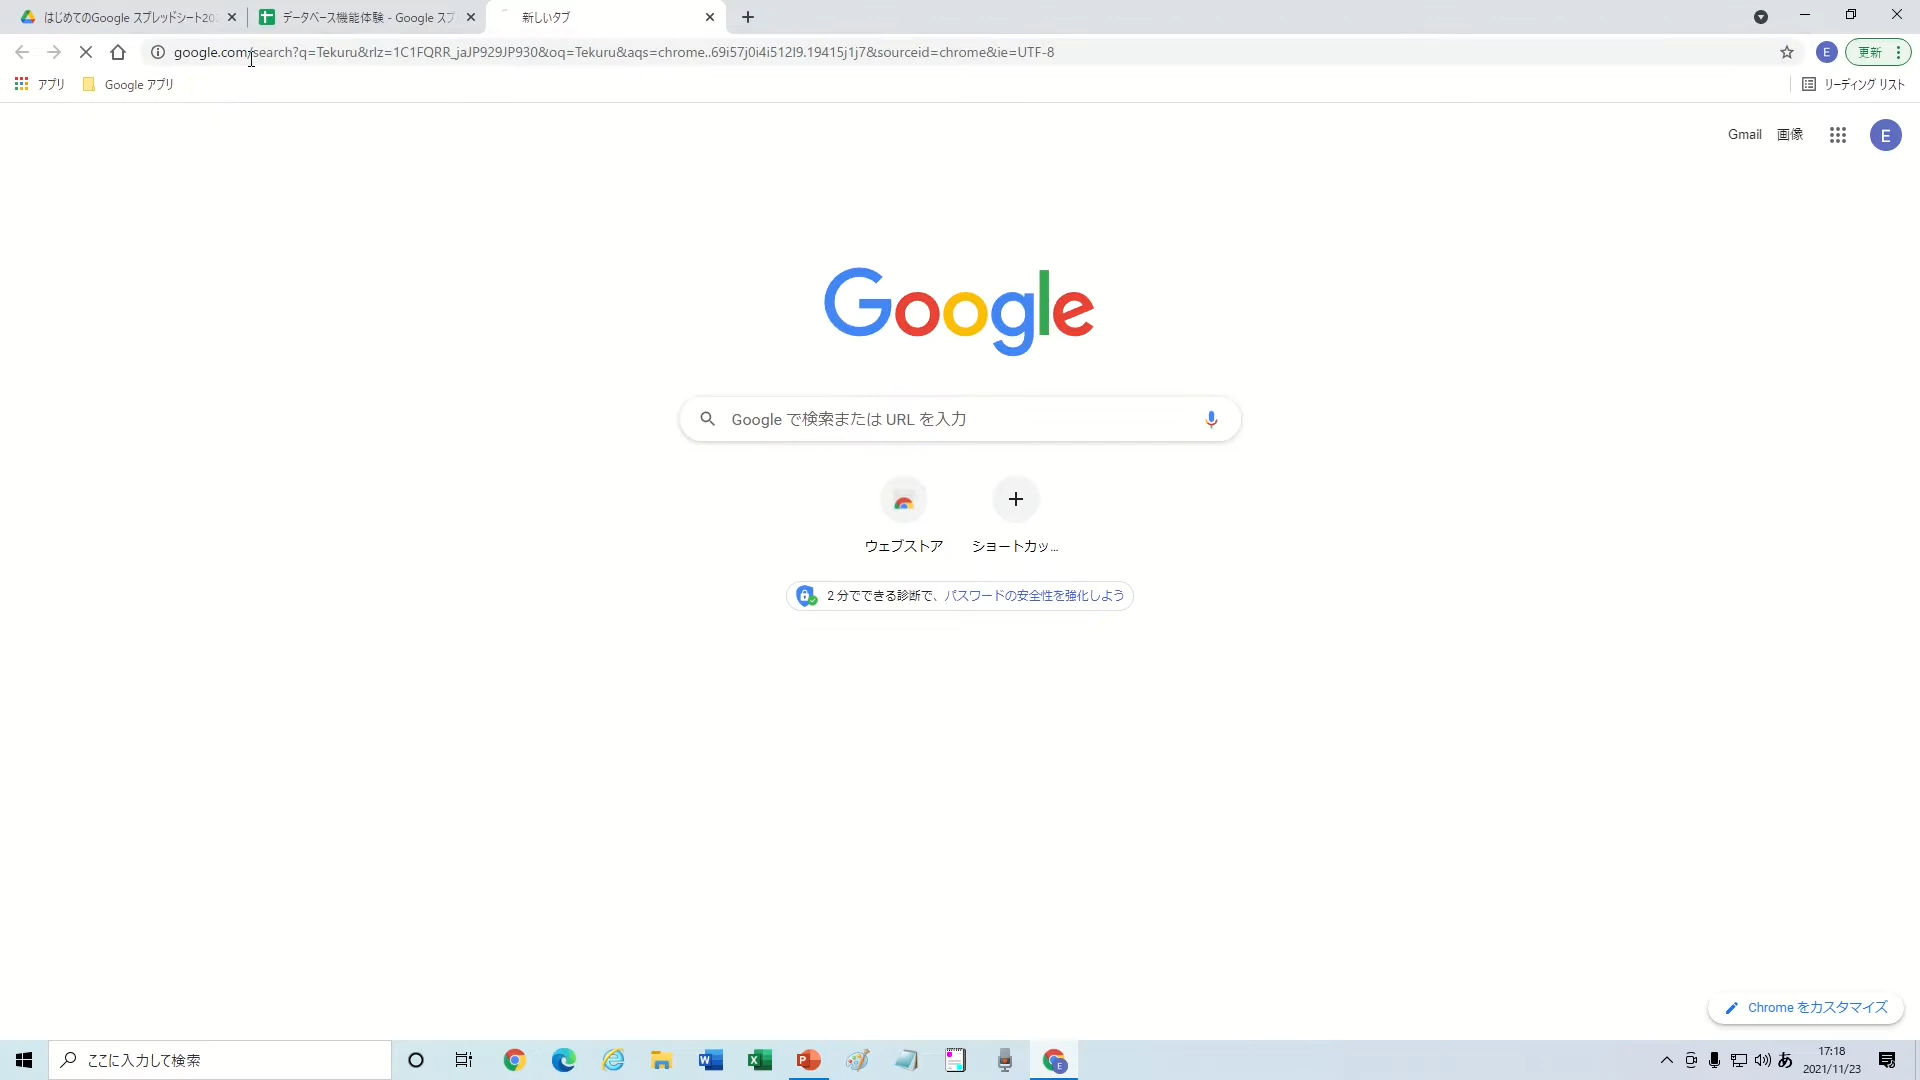 はじめてのGoogle スプレッドシート202
データベース機能体験 - Google スプ
新しいタブ
google.com/search?q=Tekuru&rlz=1C1FQRR_jaJP929JP930&oq=Tekuru&aqs=chrome..69i57j0i4i512l9.19415j1j7&sourceid=chrome&ie=UTF-8
E
更新
アプリ
Google アプリ
リーディング リスト
Gmail
画像
E
Google
Google で検索または URL を入力
ウェブストア
ショートカッ...
2 分でできる診断で、パスワードの安全性を強化しよう
Chrome をカスタマイズ
ここに入力して検索
あ
17:18
2021/11/23